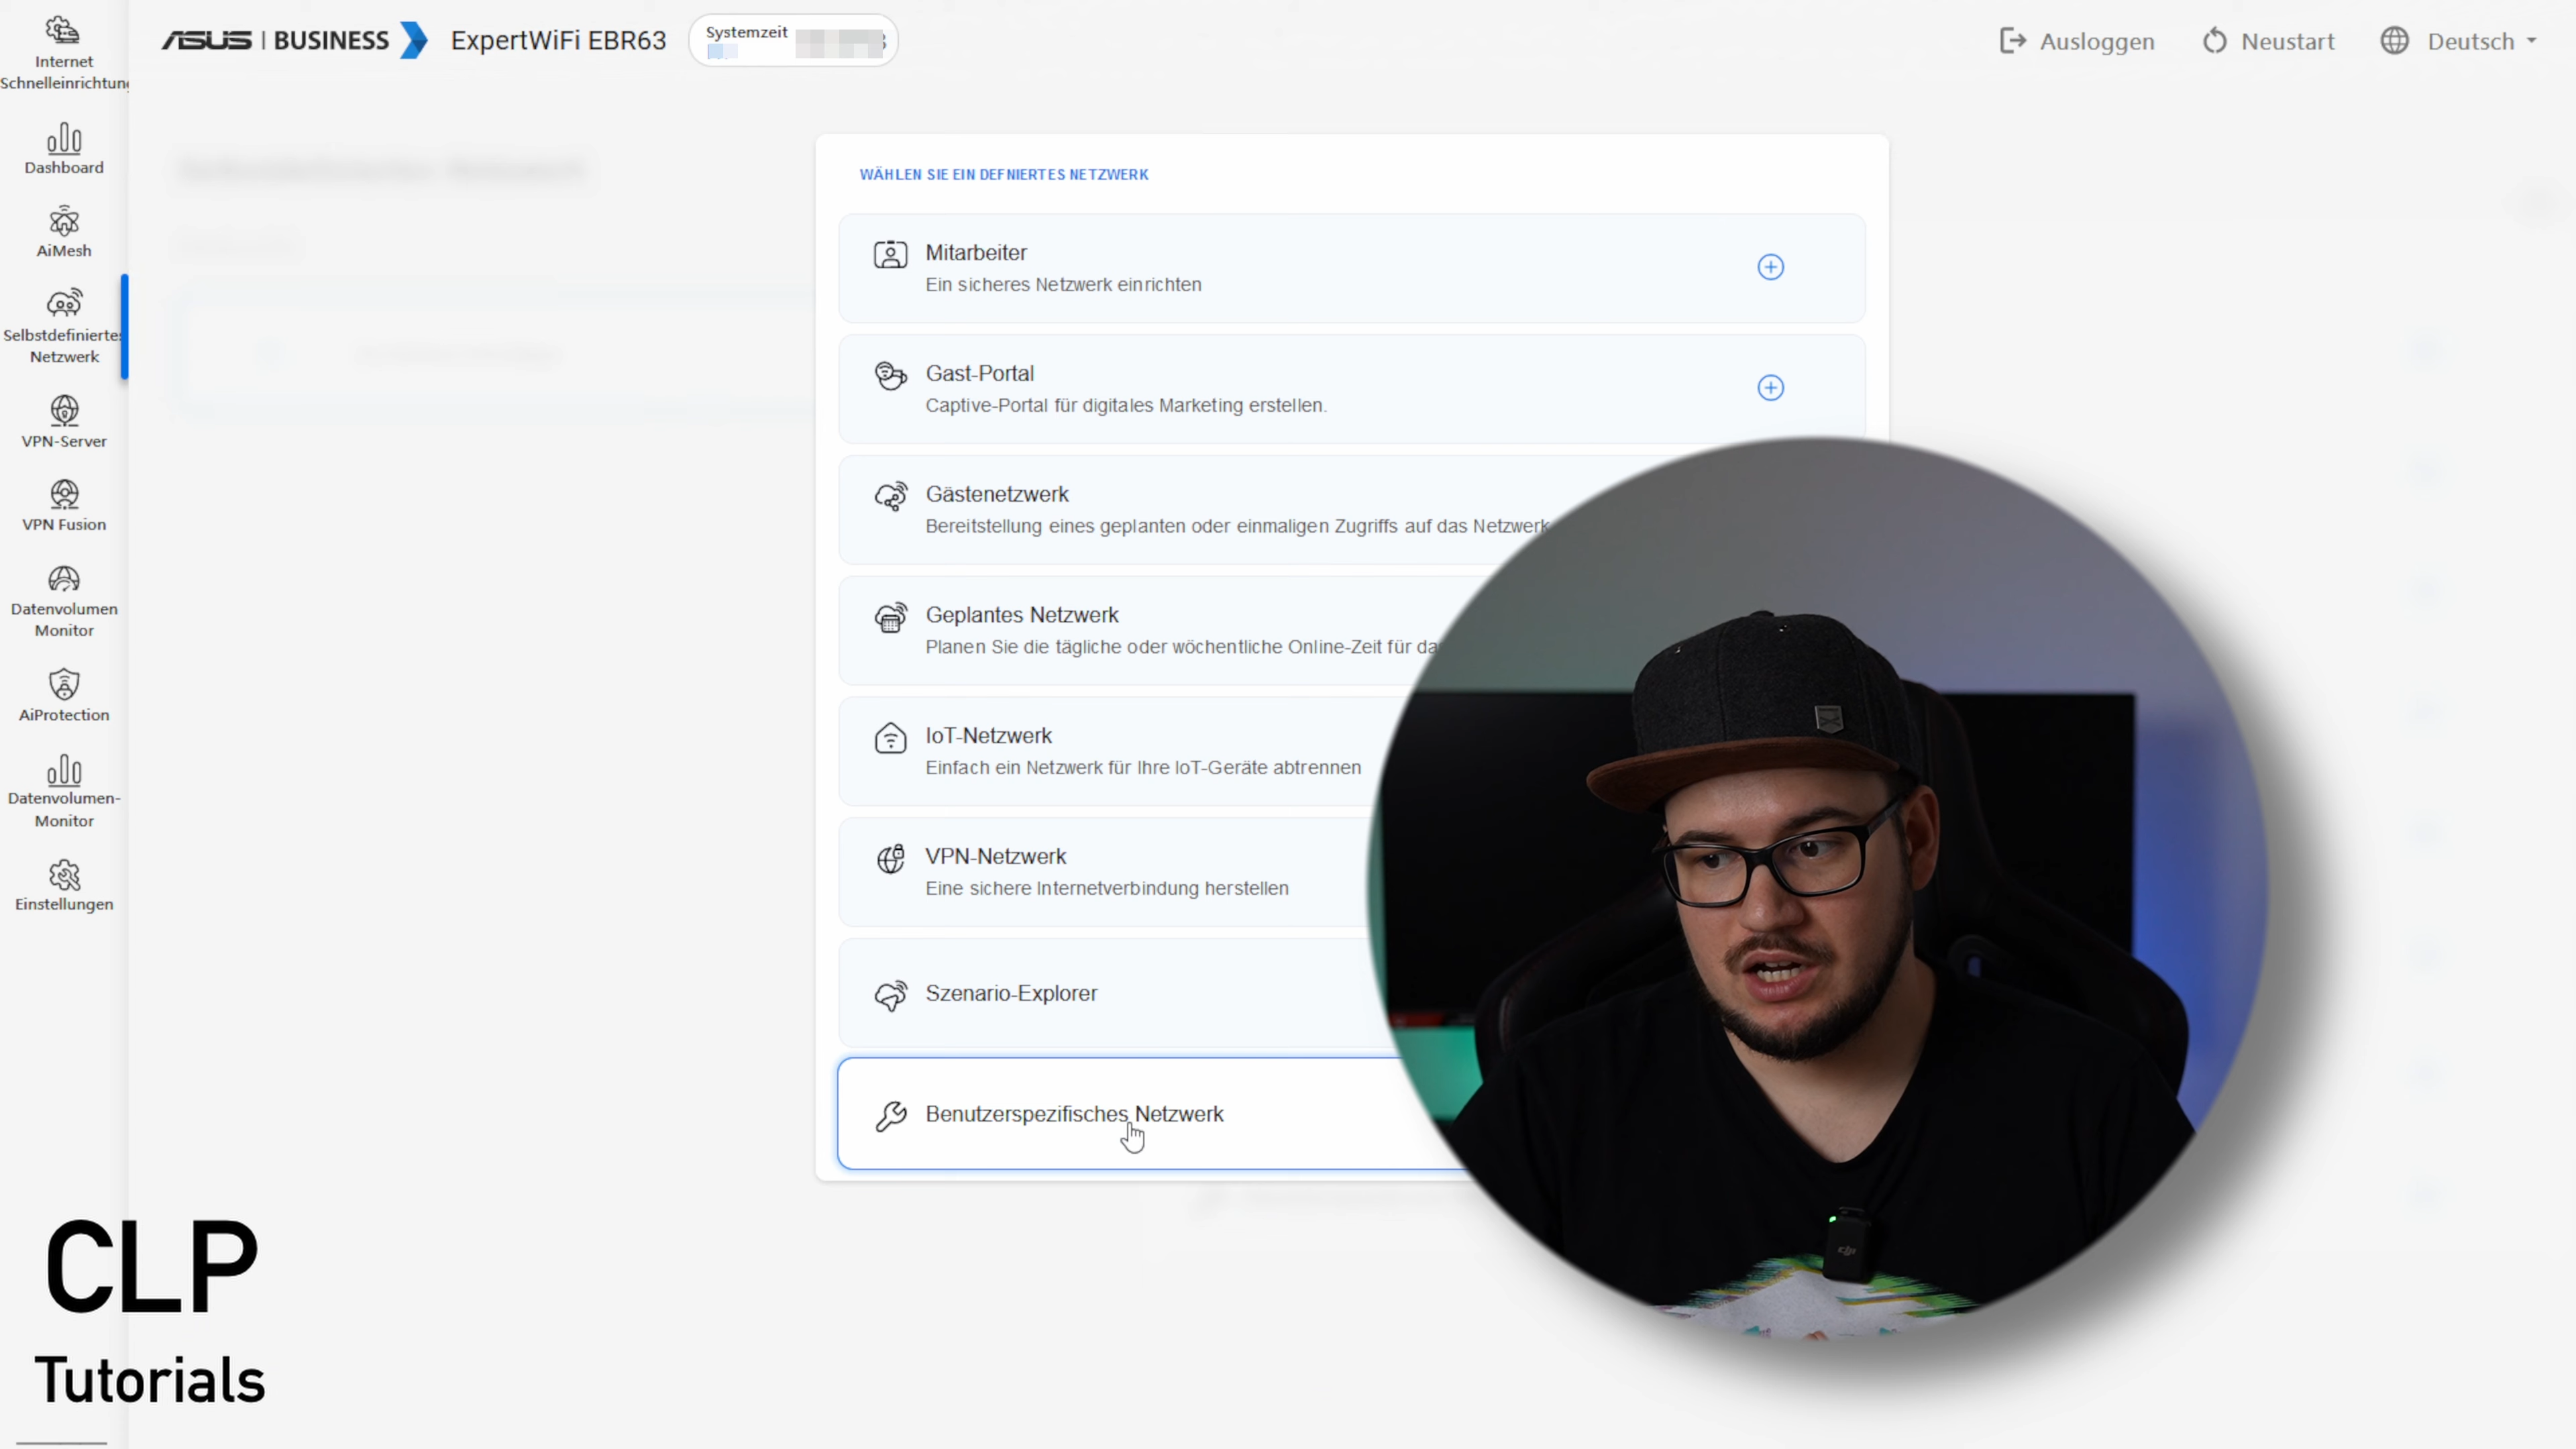 Internet
Schnelleinrichtung
Dashboard
AiMesh
Selbstdefiniertes
Netzwerk
VPN-Server
VPN Fusion
Datenvolumen
Monitor
AiProtection
Datenvolumen-
Monitor
Einstellungen
ASUS | BUSINESS
ExpertWiFi EBR63
Systemzeit
Ausloggen
Neustart
Deutsch
WÄHLEN SIE EIN DEFNIERTES NETZWERK
Mitarbeiter
Ein sicheres Netzwerk einrichten
Gast-Portal
Captive-Portal für digitales Marketing erstellen.
Gästenetzwerk
Bereitstellung eines geplanten oder einmaligen Zugriffs auf das Netzwerk
Geplantes Netzwerk
Planen Sie die tägliche oder wöchentliche Online-Zeit für da
IoT-Netzwerk
Einfach ein Netzwerk für Ihre IoT-Geräte abtrennen
VPN-Netzwerk
Eine sichere Internetverbindung herstellen
Szenario-Explorer
Benutzerspezifisches Netzwerk
dji
CLP
Tutorials